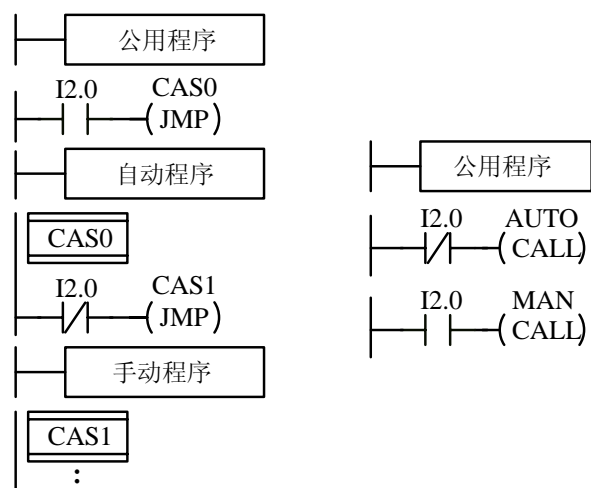 公用程序
I2.0 CAS0
(JMP)
自动程序
CAS0
I2.0 CAS1
(JMP)
手动程序
CAS1
⋮
公用程序
I2.0 AUTO
(CALL)
I2.0 MAN
(CALL)